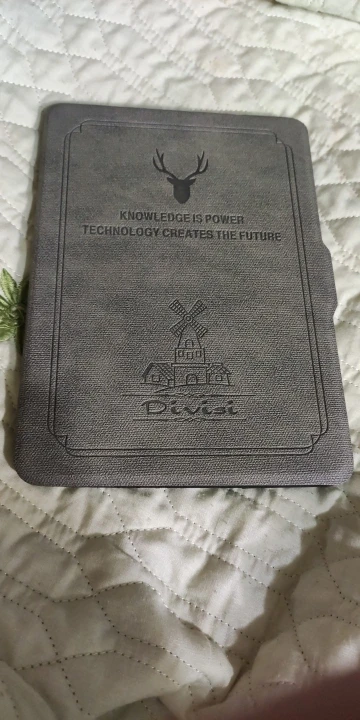 KNOWLEDGE IS POWER
TECHNOLOGY CREATES THE FUTURE
Divisi